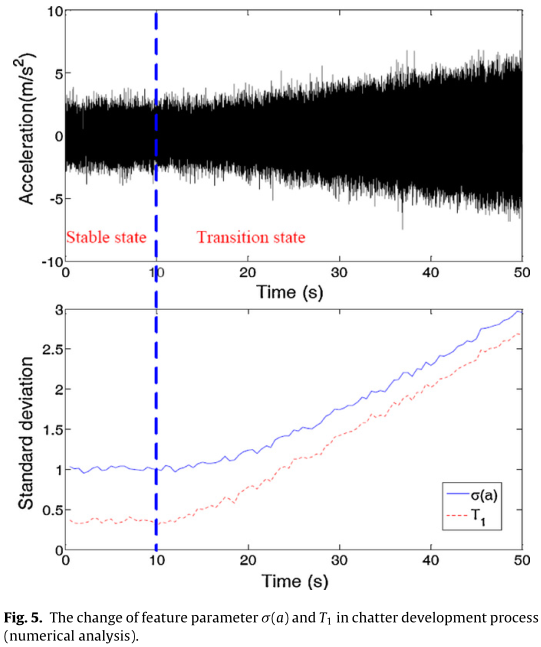 10
5
0
-5
-10
Acceleration(m/s²)
Stable state
Transition state
0 10 20 30 40 50
Time (s)
3
2.5
2
1.5
1
0.5
0
Standard deviation
σ(a)
T₁
0 10 20 30 40 50
Time (s)
Fig. 5. The change of feature parameter σ(a) and T₁ in chatter development process
(numerical analysis).